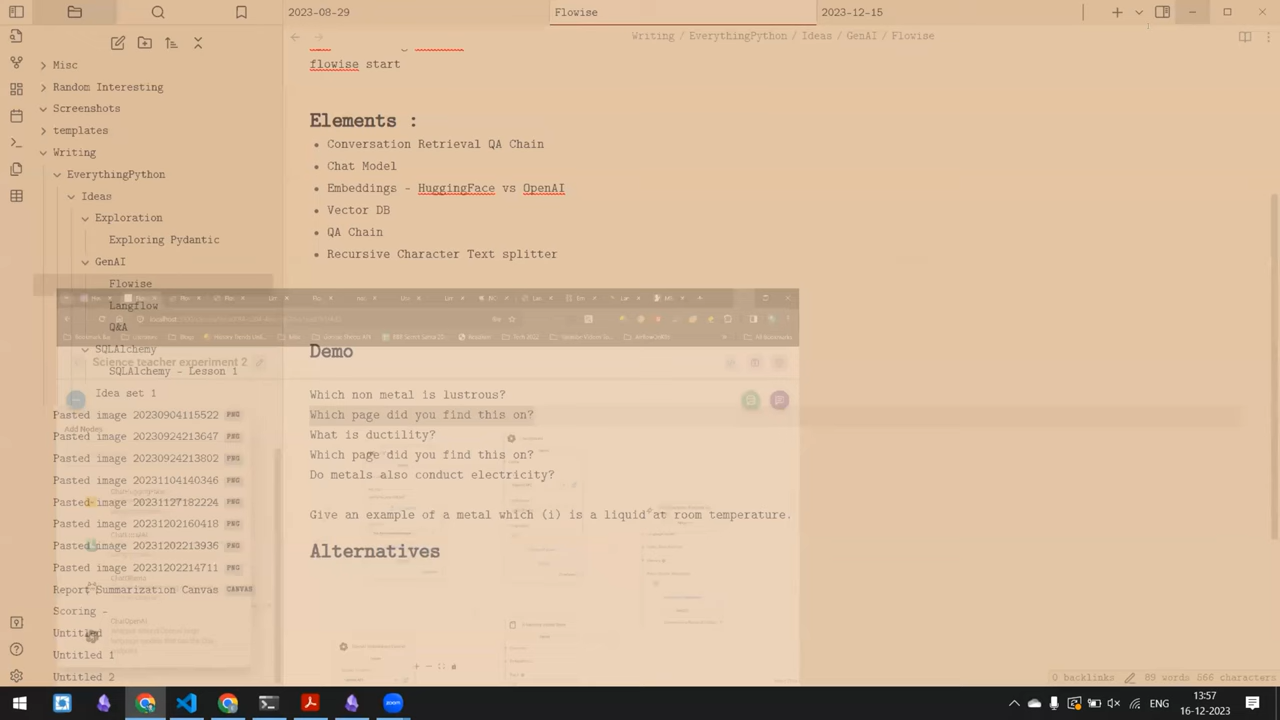 2023-08-29
Flowise
2023-12-15
Writing / EverythingPython / Ideas / GenAI / Flowise
Misc
Random Interesting
Screenshots
templates
Writing
EverythingPython
Ideas
Exploration
Exploring Pydantic
GenAI
Flowise
Langflow
Q&A
SQLAlchemy
SQLAlchemy - Lesson 1
Idea set 1
Pasted image 20230904115522 PNG
Pasted image 20230924213647 PNG
Pasted image 20230924213802 PNG
Pasted image 20231104140346 PNG
Pasted image 20231127182224 PNG
Pasted image 20231202160418 PNG
Pasted image 20231202213936 PNG
Pasted image 20231202214711 PNG
Report Summarization Canvas CANVAS
Scoring -
Untitled
Untitled 1
Untitled 2
flowise start
Elements :
Conversation Retrieval QA Chain
Chat Model
Embeddings - HuggingFace vs OpenAI
Vector DB
QA Chain
Recursive Character Text splitter
Science teacher experiment 2
Add Nodes
Demo
Which non metal is lustrous?
Which page did you find this on?
What is ductility?
Which page did you find this on?
Do metals also conduct electricity?
Give an example of a metal which (i) is a liquid at room temperature.
Alternatives
0 backlinks
89 words 566 characters
zoom
ENG
13:57
16-12-2023